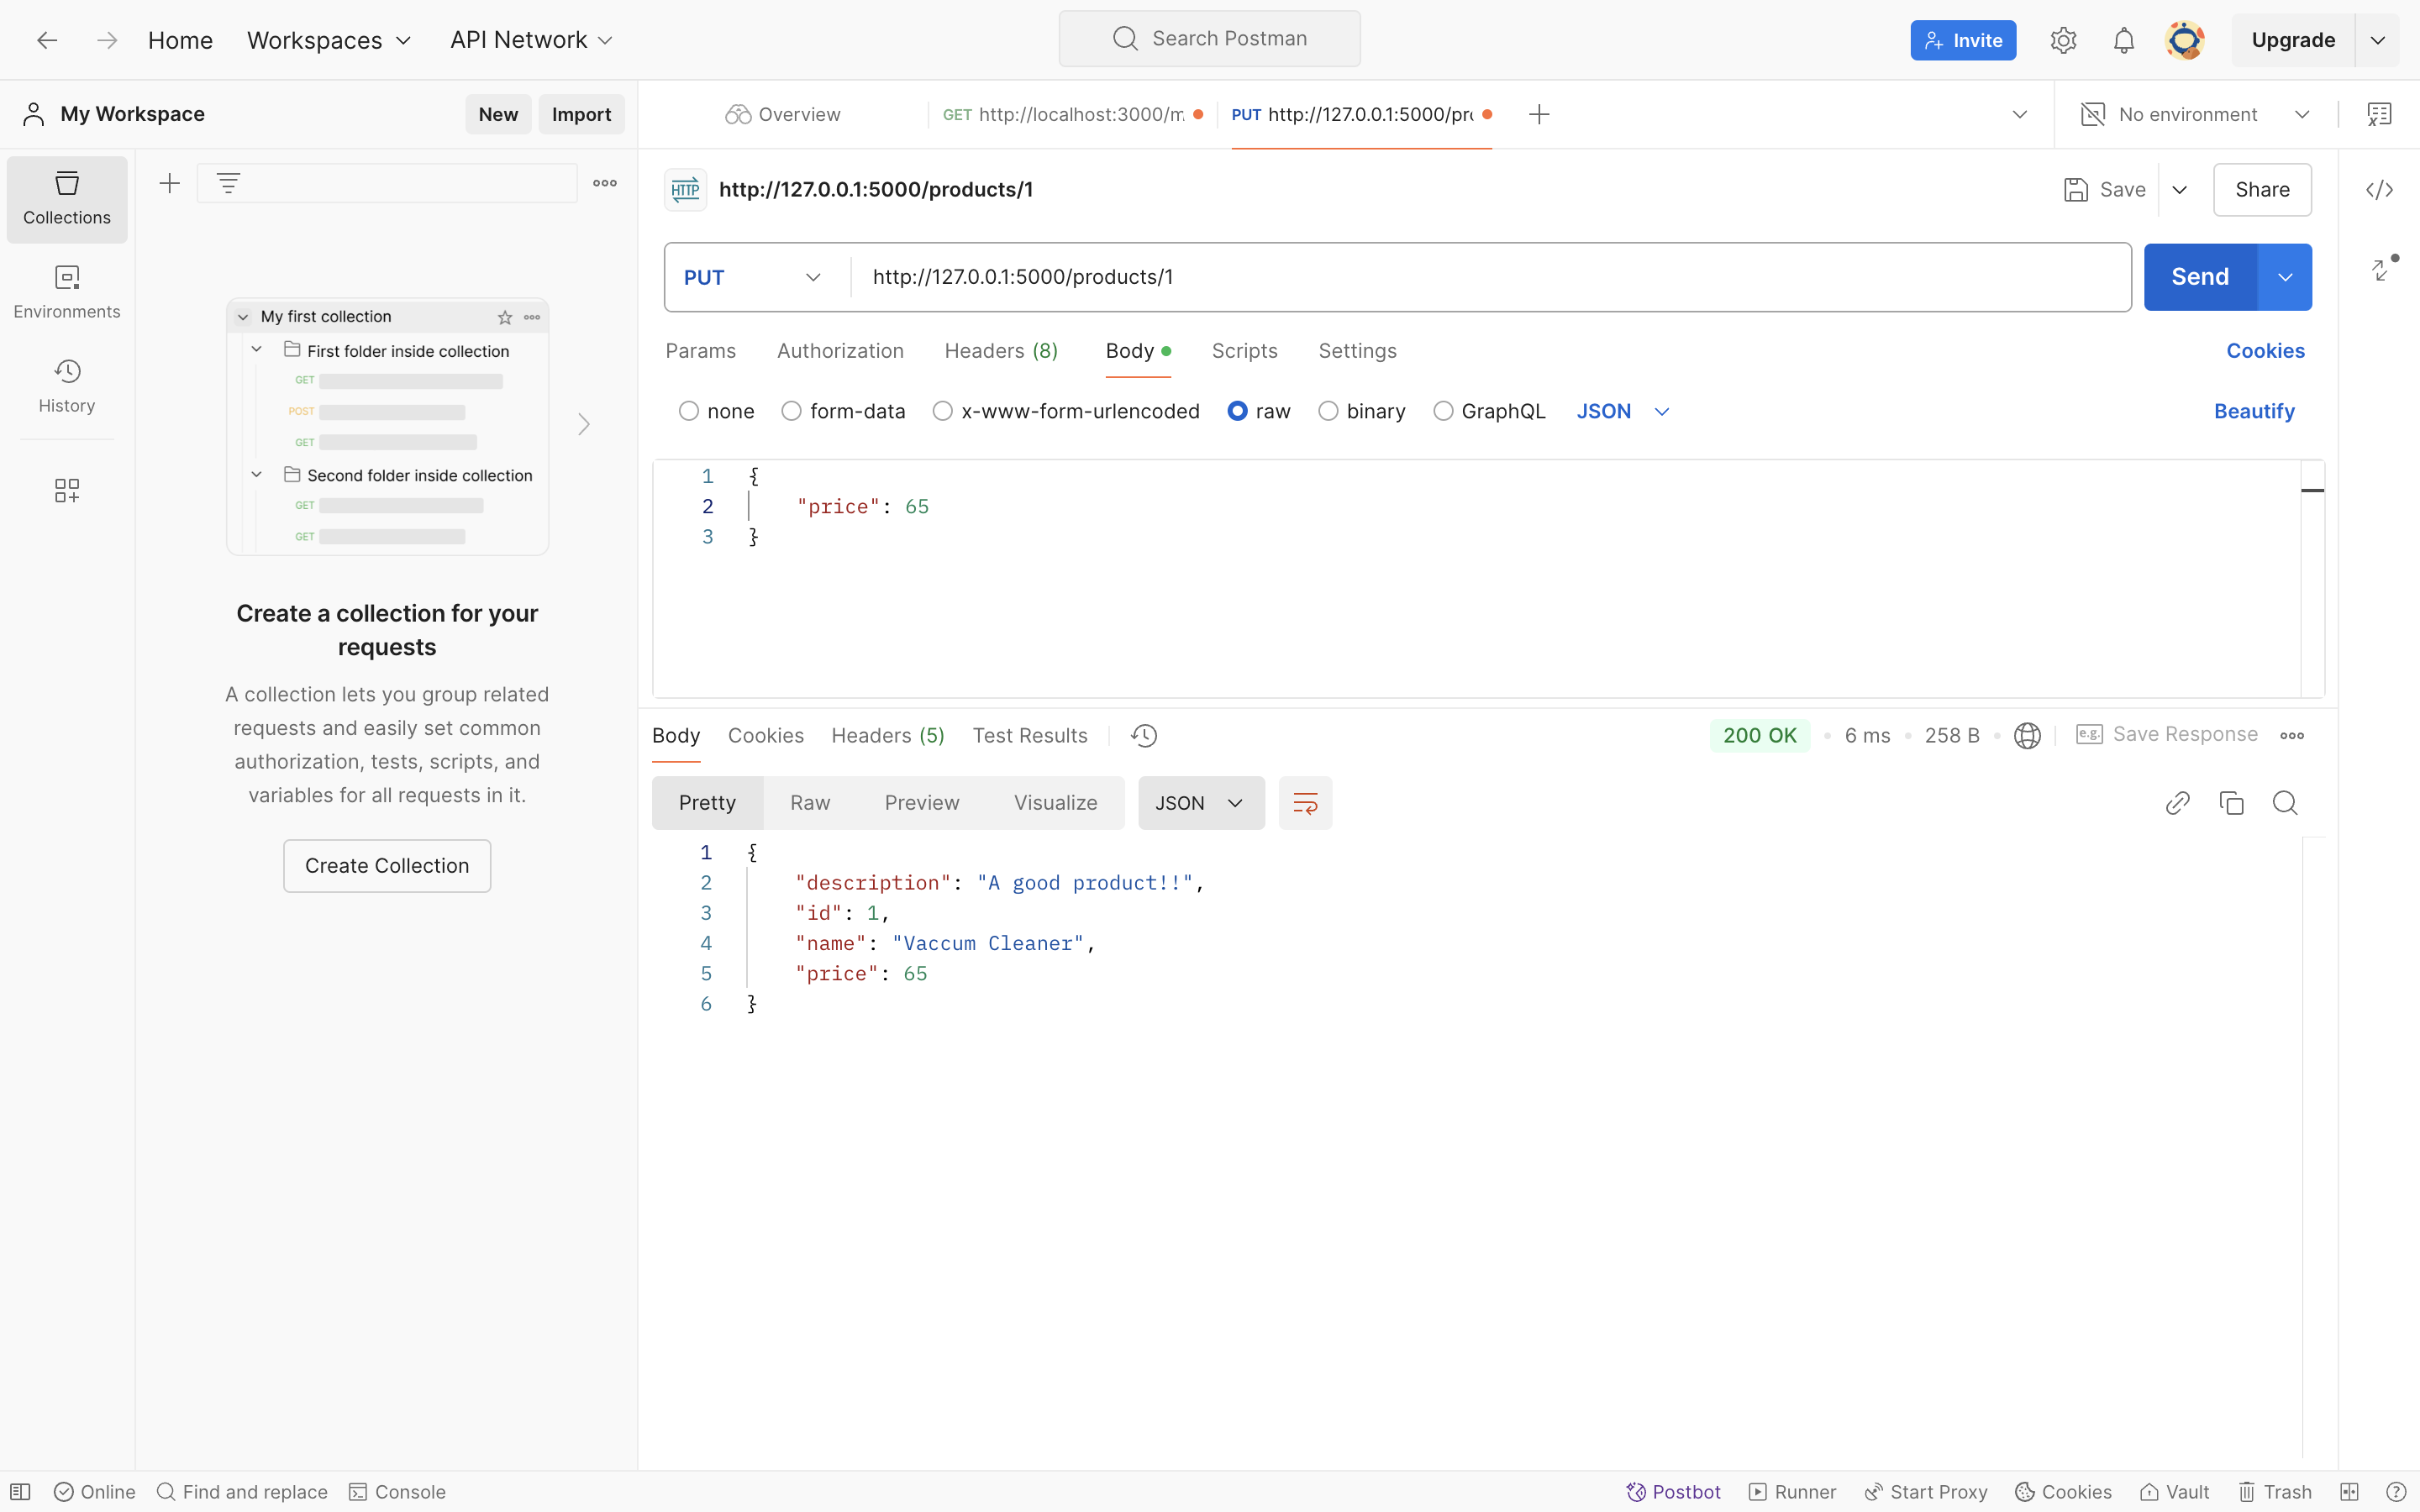 Home Workspaces API Network Search Postman Invite Upgrade
My Workspace New Import Overview GET http://localhost:3000/m PUT http://127.0.0.1:5000/pr No environment
Collections
Environments
History
My first collection
First folder inside collection
GET
POST
GET
Second folder inside collection
GET
GET
Create a collection for your
requests
A collection lets you group related
requests and easily set common
authorization, tests, scripts, and
variables for all requests in it.
Create Collection
HTTP http://127.0.0.1:5000/products/1 Save Share
PUT http://127.0.0.1:5000/products/1 Send
Params Authorization Headers (8) Body Scripts Settings Cookies
none form-data x-www-form-urlencoded raw binary GraphQL JSON Beautify
1 {
2 "price": 65
3 }
Body Cookies Headers (5) Test Results 200 OK 6 ms 258 B e.g. Save Response
Pretty Raw Preview Visualize JSON
1 {
2 "description": "A good product!!",
3 "id": 1,
4 "name": "Vaccum Cleaner",
5 "price": 65
6 }
Online Find and replace Console Postbot Runner Start Proxy Cookies Vault Trash